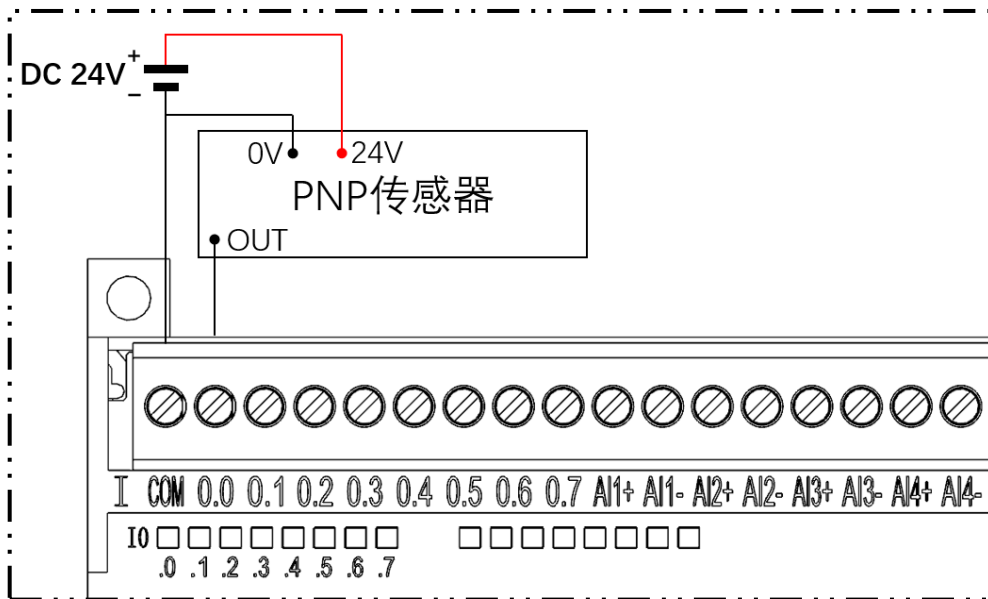 +
DC 24V
−
0V 24V
PNP传感器
OUT
I COM 0.0 0.1 0.2 0.3 0.4 0.5 0.6 0.7 AI1+ AI1- AI2+ AI2- AI3+ AI3- AI4+ AI4-
I0
.0 .1 .2 .3 .4 .5 .6 .7